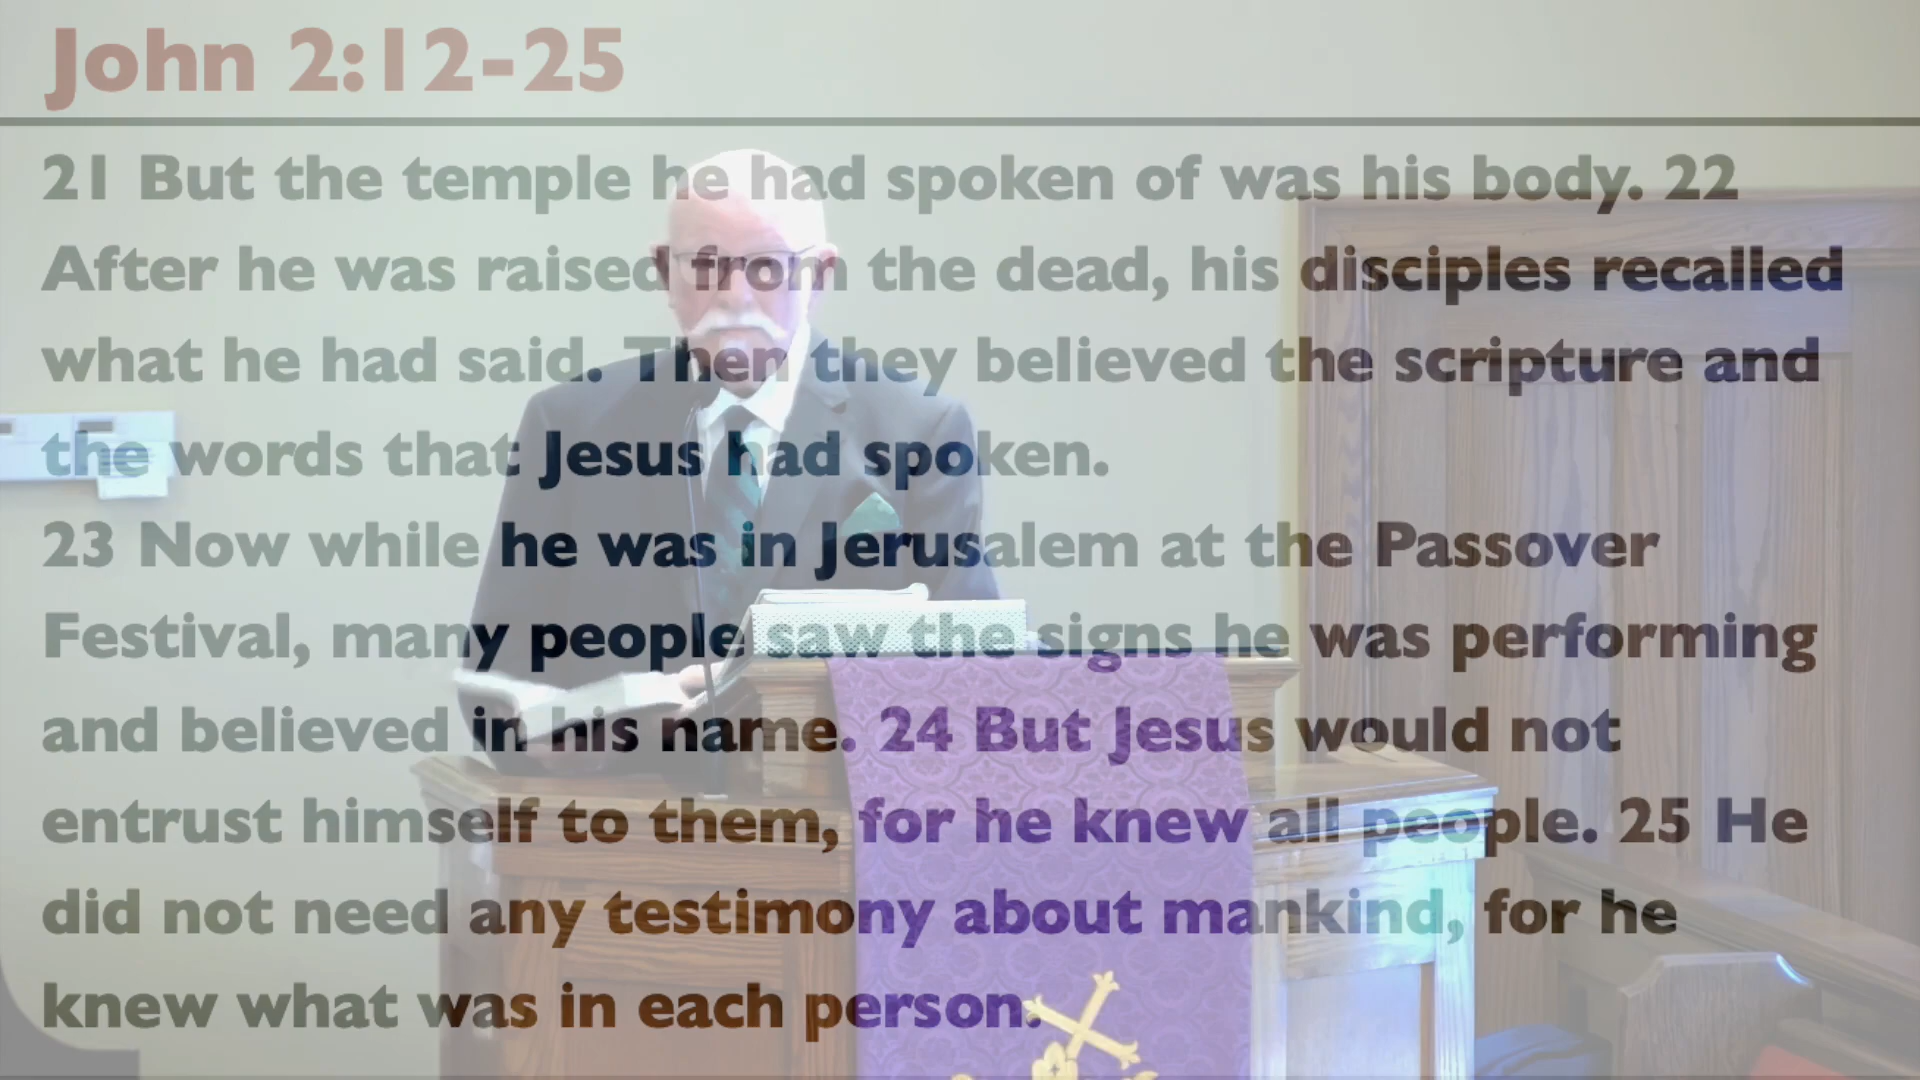 John 2:12-25
21 But the temple he had spoken of was his body. 22
After he was raised from the dead, his disciples recalled
what he had said. Then they believed the scripture and
the words that Jesus had spoken.
23 Now while he was in Jerusalem at the Passover
Festival, many people saw the signs he was performing
and believed in his name. 24 But Jesus would not
entrust himself to them, for he knew all people. 25 He
did not need any testimony about mankind, for he
knew what was in each person.